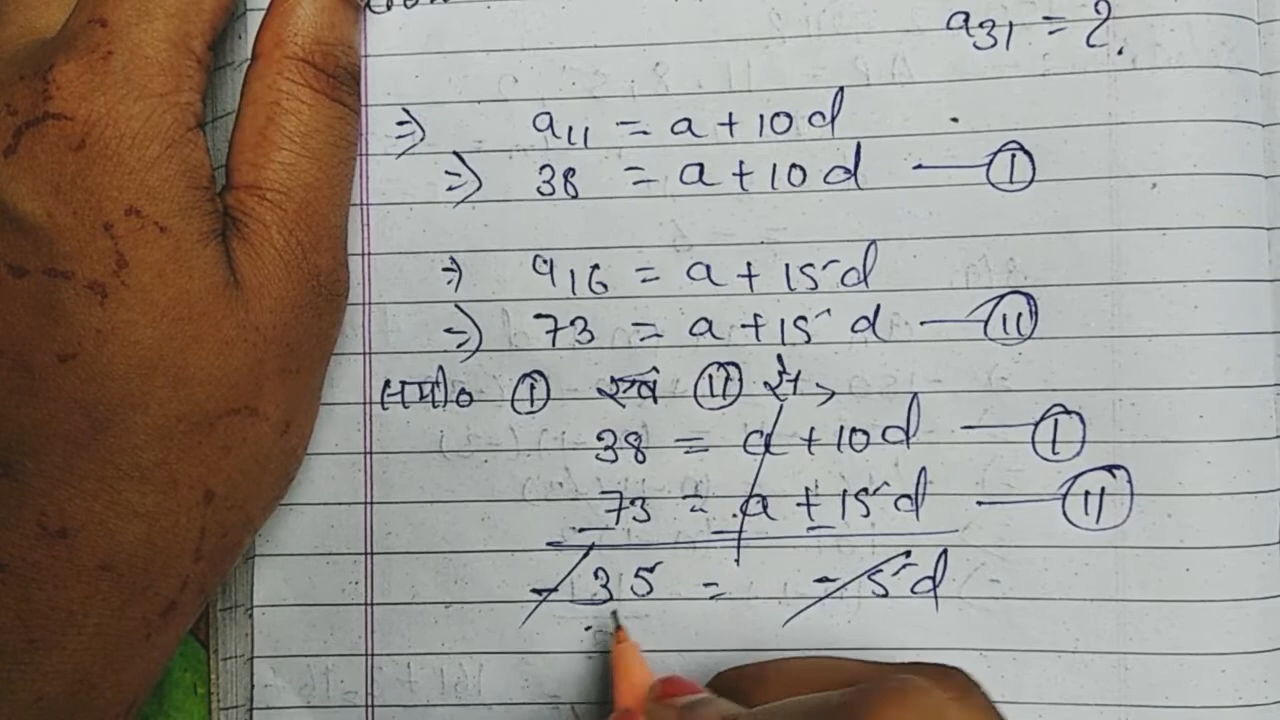 a₃₁ = ?
⇒ a₁₁ = a + 10d
⇒ 38 = a + 10d — Ⓘ
⇒ a₁₆ = a + 15d
⇒ 73 = a + 15d — ⓘⓘ
समी० Ⓘ एवं ⓘⓘ से,
38 = a + 10d — Ⓘ
73 = a + 15d — ⓘⓘ
− − −
-35 = -5d